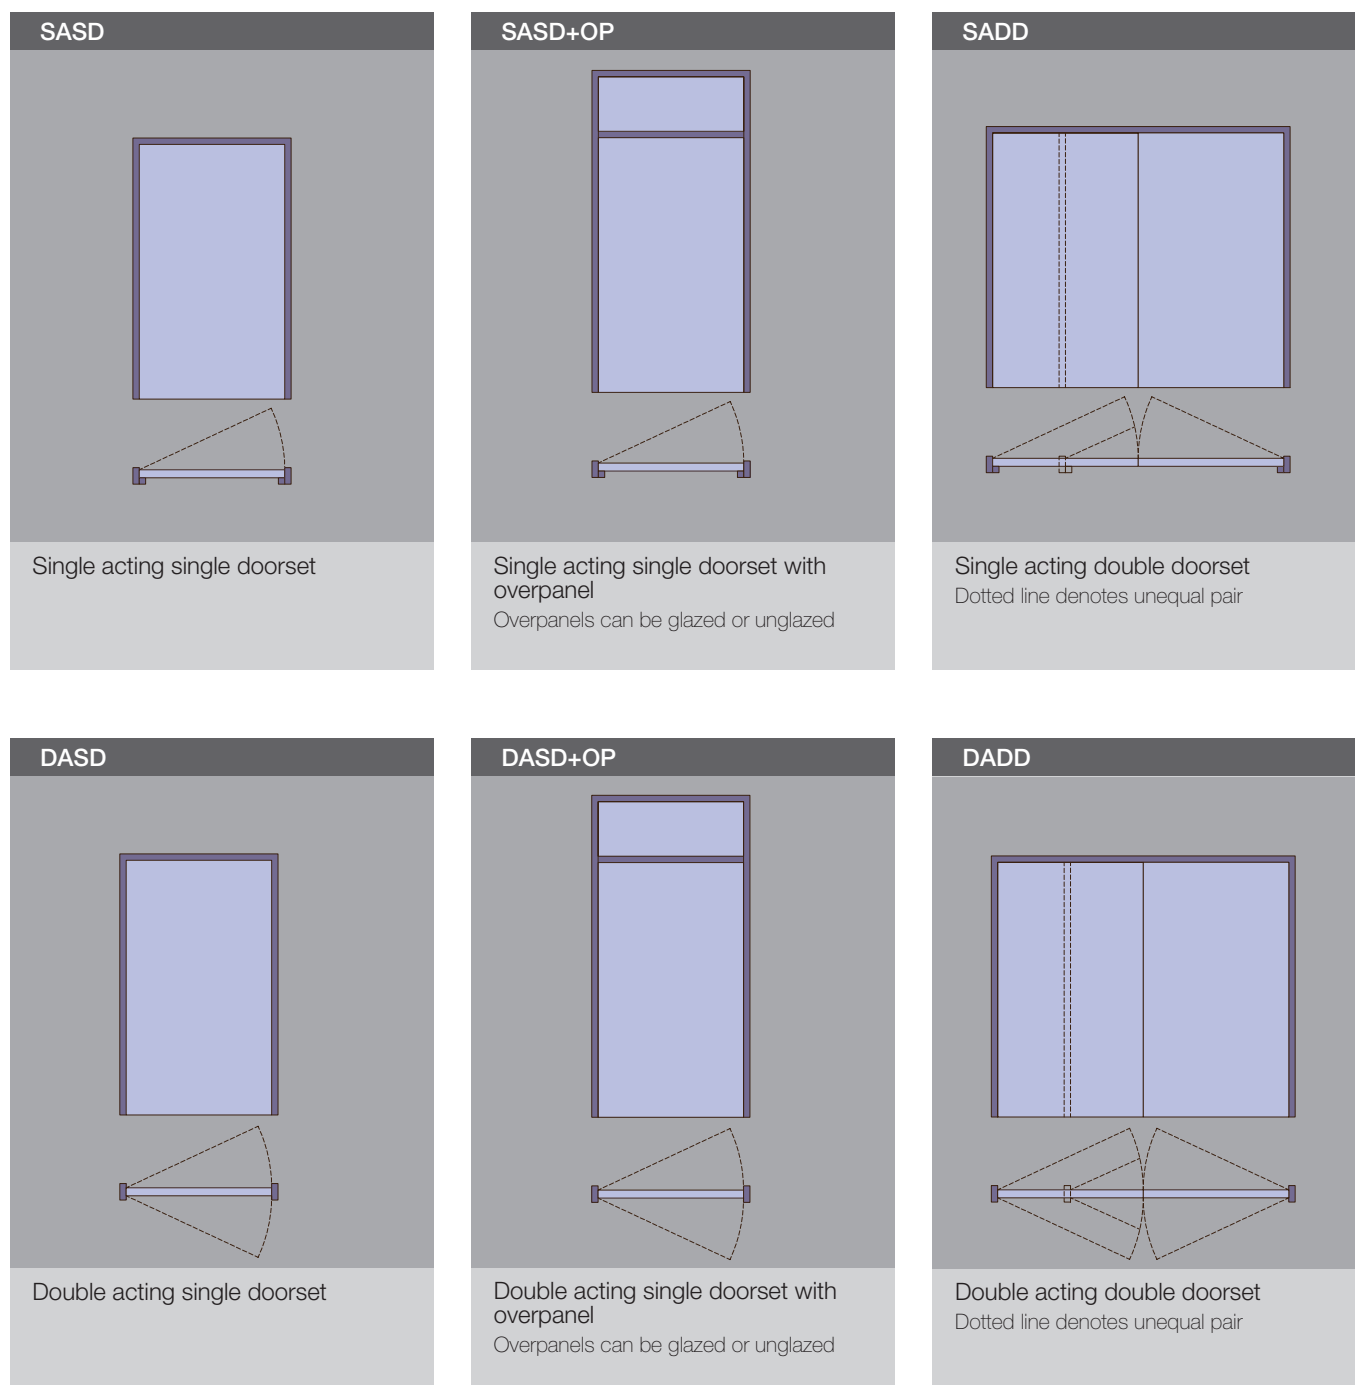 SASD
Single acting single doorset
SASD+OP
Single acting single doorset with
overpanel
Overpanels can be glazed or unglazed
SADD
Single acting double doorset
Dotted line denotes unequal pair
DASD
Double acting single doorset
DASD+OP
Double acting single doorset with
overpanel
Overpanels can be glazed or unglazed
DADD
Double acting double doorset
Dotted line denotes unequal pair